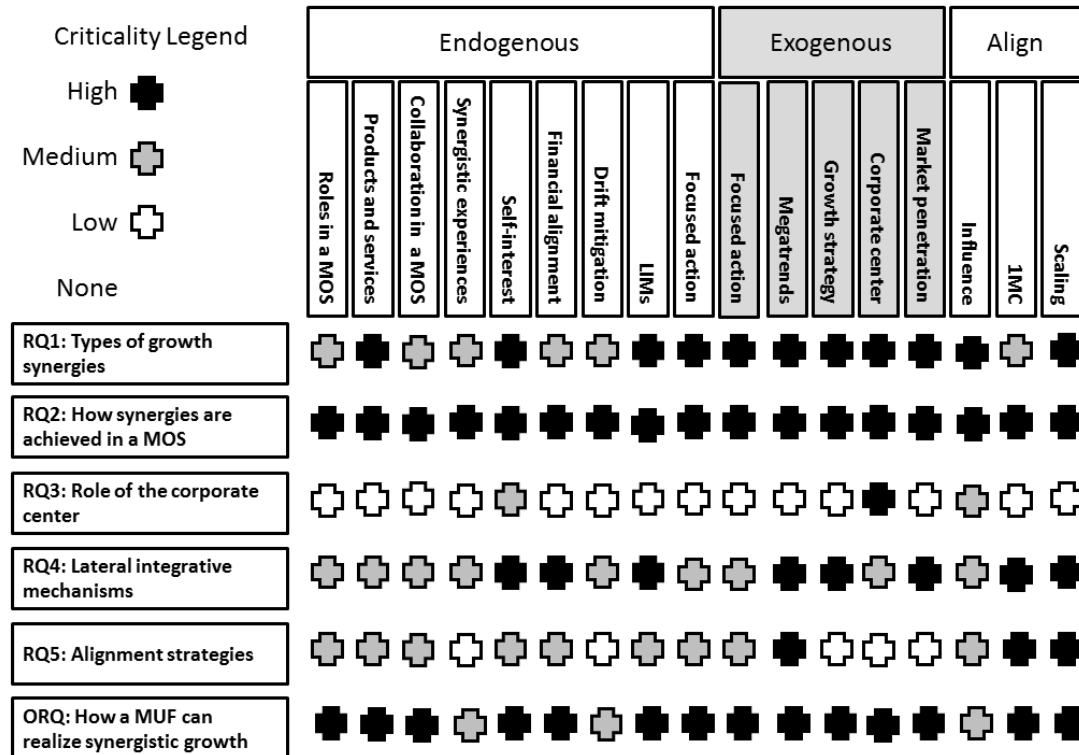 Criticality Legend
High
Medium
Low
None
Endogenous
Exogenous
Align
Roles in a MOS
Products and services
Collaboration in a MOS
Synergistic experiences
Self-interest
Financial alignment
Drift mitigation
LIMs
Focused action
Focused action
Megatrends
Growth strategy
Corporate center
Market penetration
Influence
1MC
Scaling
RQ1: Types of growth
synergies
RQ2: How synergies are
achieved in a MOS
RQ3: Role of the corporate
center
RQ4: Lateral integrative
mechanisms
RQ5: Alignment strategies
ORQ: How a MUF can
realize synergistic growth